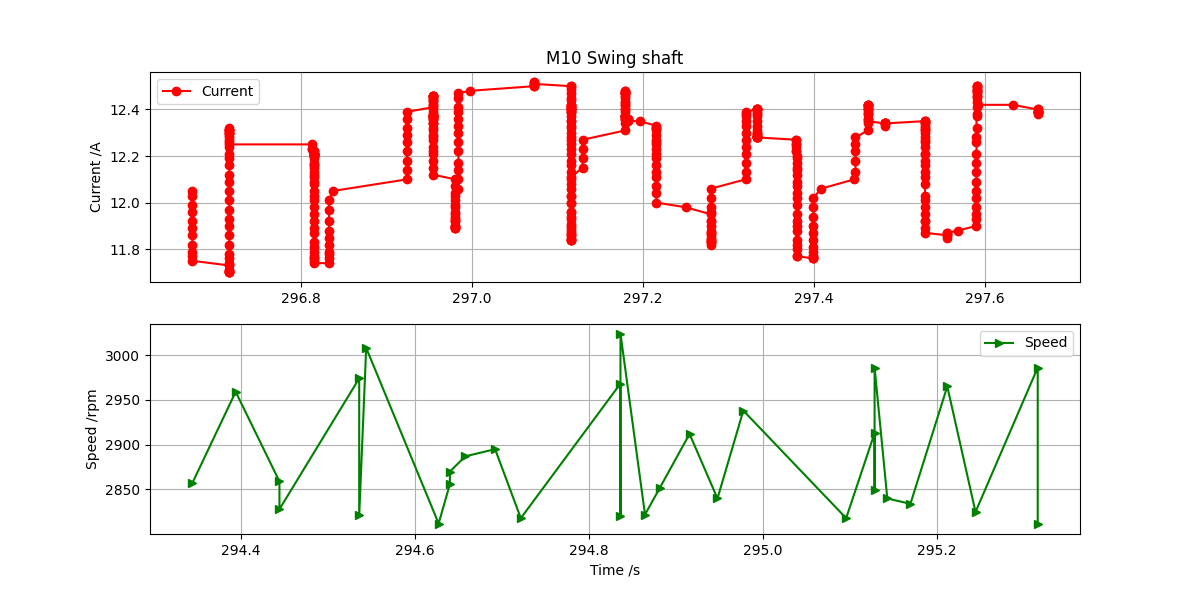 M10 Swing shaft
Current
Current /A
12.4
12.2
12.0
11.8
296.8 297.0 297.2 297.4 297.6
Speed
Speed /rpm
3000
2950
2900
2850
294.4 294.6 294.8 295.0 295.2
Time /s